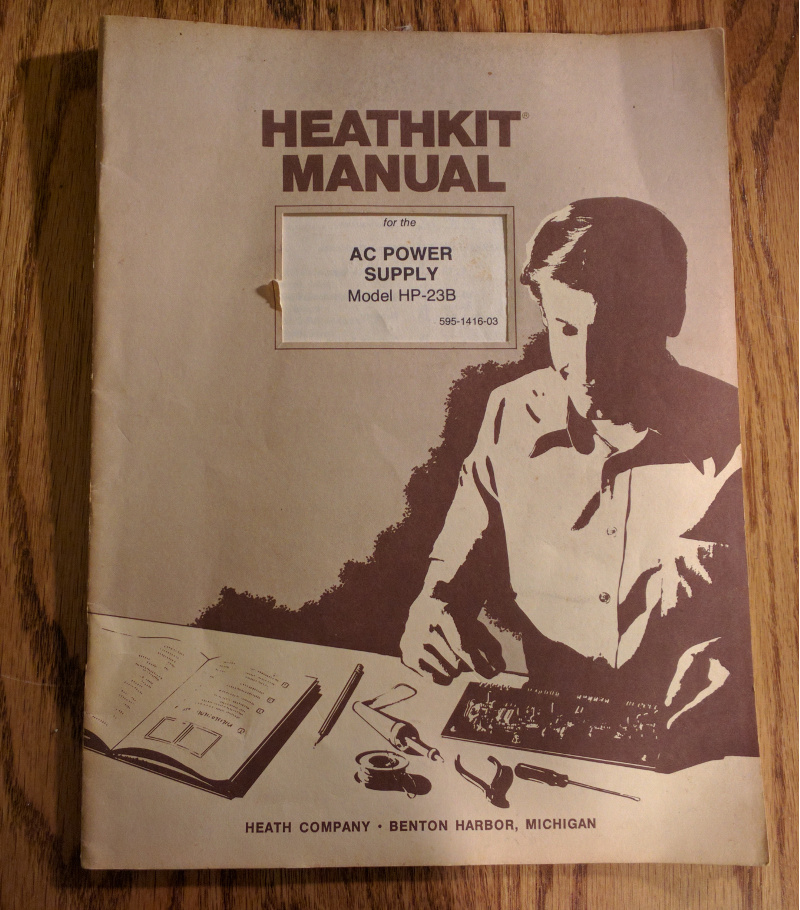 HEATHKIT®
MANUAL
for the
AC POWER
SUPPLY
Model HP-23B
595-1416-03
HEATH COMPANY • BENTON HARBOR, MICHIGAN